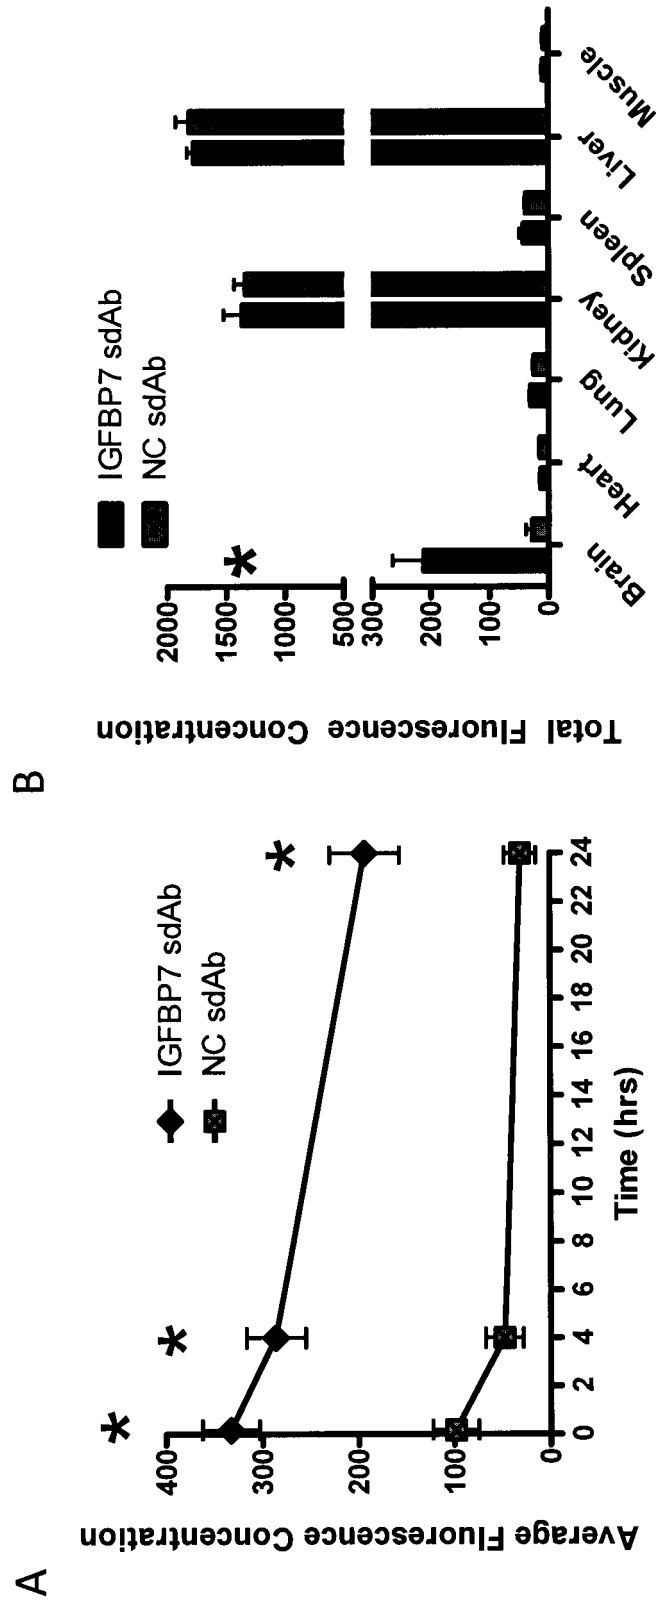 A
Average Fluorescence Concentration
400
300
200
100
0
*
*
*
IGFBP7 sdAb
NC sdAb
0 2 4 6 8 10 12 14 16 18 20 22 24
Time (hrs)
B
Total Fluorescence Concentration
2000
1500
1000
500
300
200
100
0
*
IGFBP7 sdAb
NC sdAb
Brain Heart Lung Kidney Spleen Liver Muscle